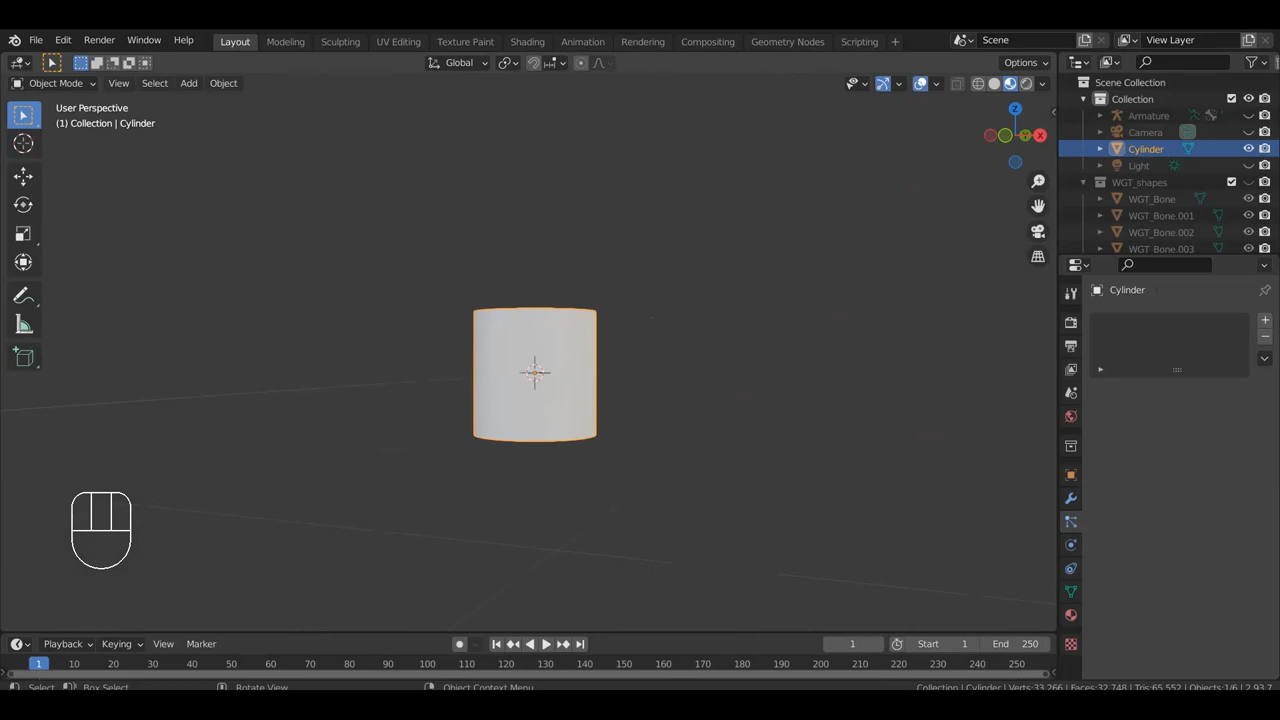 File Edit Render Window Help Layout Modeling Sculpting UV Editing Texture Paint Shading Animation Rendering Compositing Geometry Nodes Scripting + Scene View Layer
Global Options
Object Mode View Select Add Object
User Perspective
(1) Collection | Cylinder
Z
Y X
Scene Collection
Collection
Armature
Camera
Cylinder
Light
WGT_shapes
WGT_Bone
WGT_Bone.001
WGT_Bone.002
WGT_Bone.003
Cylinder
Playback Keying View Marker 1 Start 1 End 250
1 10 20 30 40 50 60 70 80 90 100 110 120 130 140 150 160 170 180 190 200 210 220 230 240 250
Select Box Select Rotate View Object Context Menu Collection | Cylinder | Verts:33,266 | Faces:32,748 | Tris:65,552 | Objects:1/6 | 2.93.7